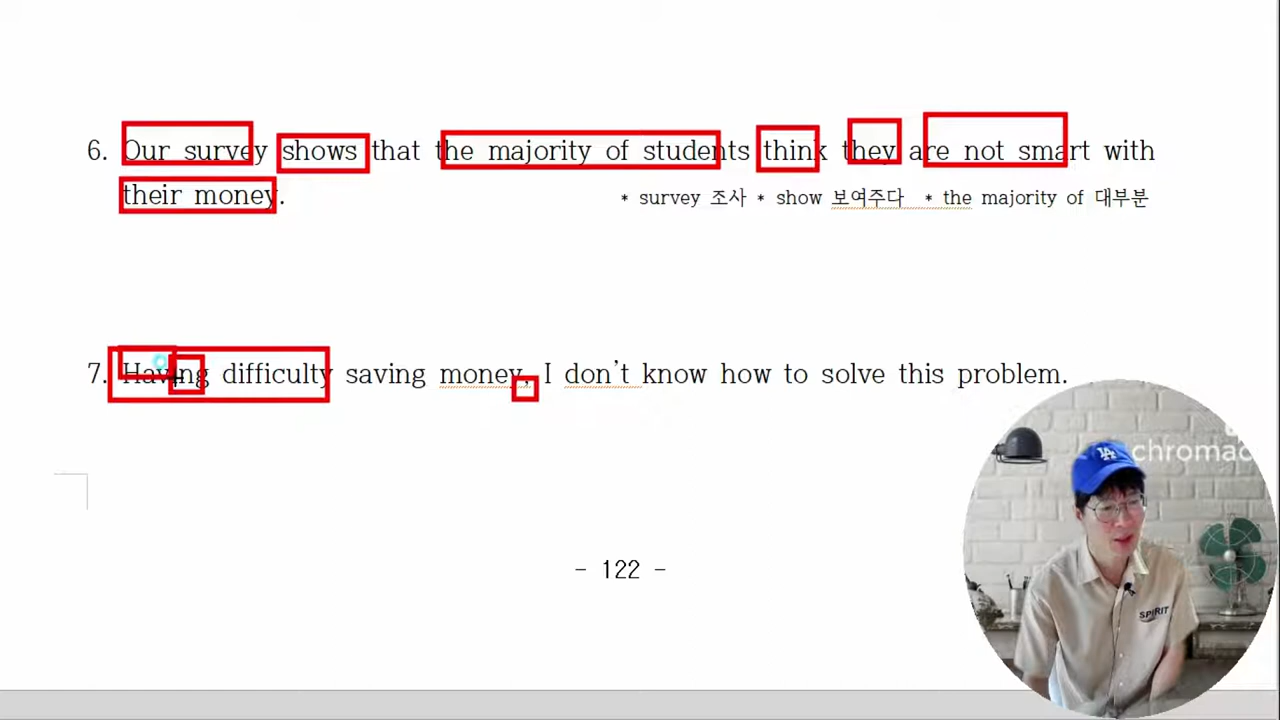 6. Our survey shows that the majority of students think they are not smart with
their money.
* survey 조사 * show 보여주다 * the majority of 대부분
7. Having difficulty saving money, I don't know how to solve this problem.
- 122 -
chromac
LA
SPIRIT